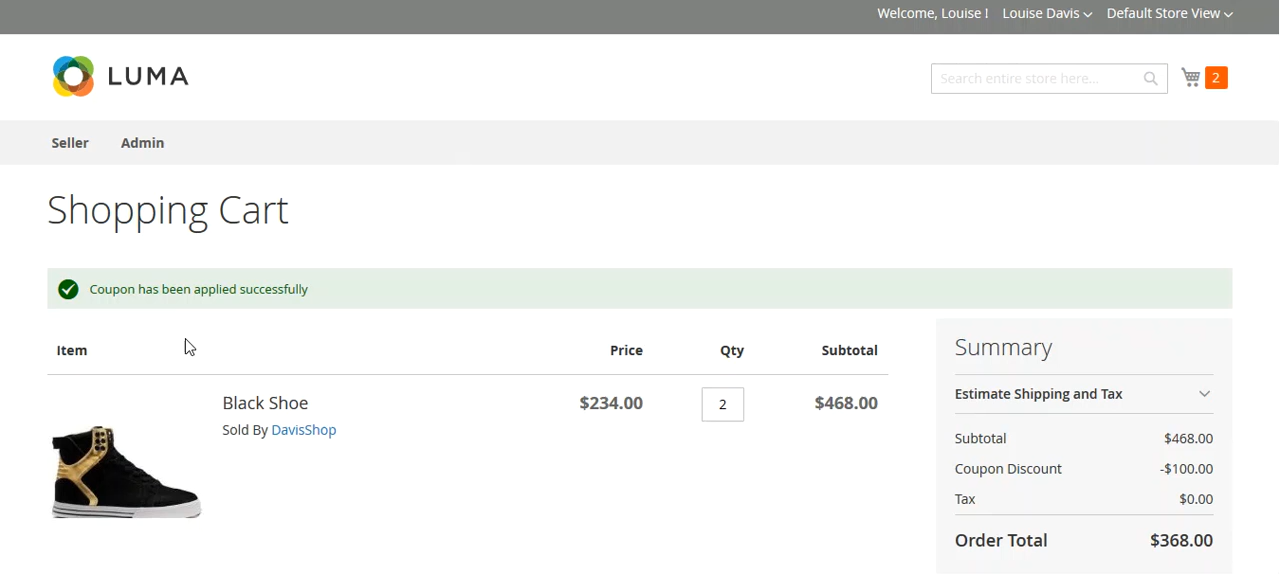 Welcome, Louise ! Louise Davis Default Store View
LUMA
Search entire store here...
2
Seller Admin
Shopping Cart
Coupon has been applied successfully
Item Price Qty Subtotal
Black Shoe $234.00 2 $468.00
Sold By DavisShop
Summary
Estimate Shipping and Tax
Subtotal $468.00
Coupon Discount -$100.00
Tax $0.00
Order Total $368.00